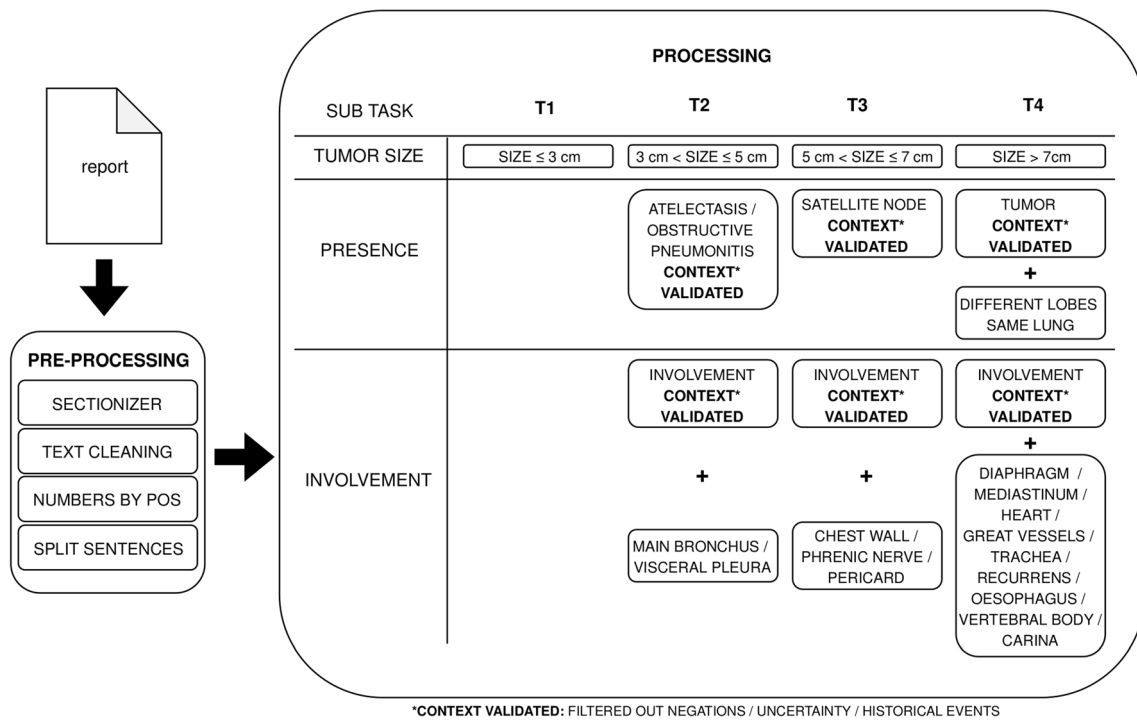 report
PRE-PROCESSING
SECTIONIZER
TEXT CLEANING
NUMBERS BY POS
SPLIT SENTENCES
PROCESSING
SUB TASK
T1
T2
T3
T4
TUMOR SIZE
SIZE ≤ 3 cm
3 cm < SIZE ≤ 5 cm
5 cm < SIZE ≤ 7 cm
SIZE > 7cm
PRESENCE
ATELECTASIS /
OBSTRUCTIVE
PNEUMONITIS
CONTEXT*
VALIDATED
SATELLITE NODE
CONTEXT*
VALIDATED
TUMOR
CONTEXT*
VALIDATED
+
DIFFERENT LOBES
SAME LUNG
INVOLVEMENT
INVOLVEMENT
CONTEXT*
VALIDATED
+
MAIN BRONCHUS /
VISCERAL PLEURA
INVOLVEMENT
CONTEXT*
VALIDATED
+
CHEST WALL /
PHRENIC NERVE /
PERICARD
INVOLVEMENT
CONTEXT*
VALIDATED
+
DIAPHRAGM /
MEDIASTINUM /
HEART /
GREAT VESSELS /
TRACHEA /
RECURRENS /
OESOPHAGUS /
VERTEBRAL BODY /
CARINA
*CONTEXT VALIDATED: FILTERED OUT NEGATIONS / UNCERTAINTY / HISTORICAL EVENTS